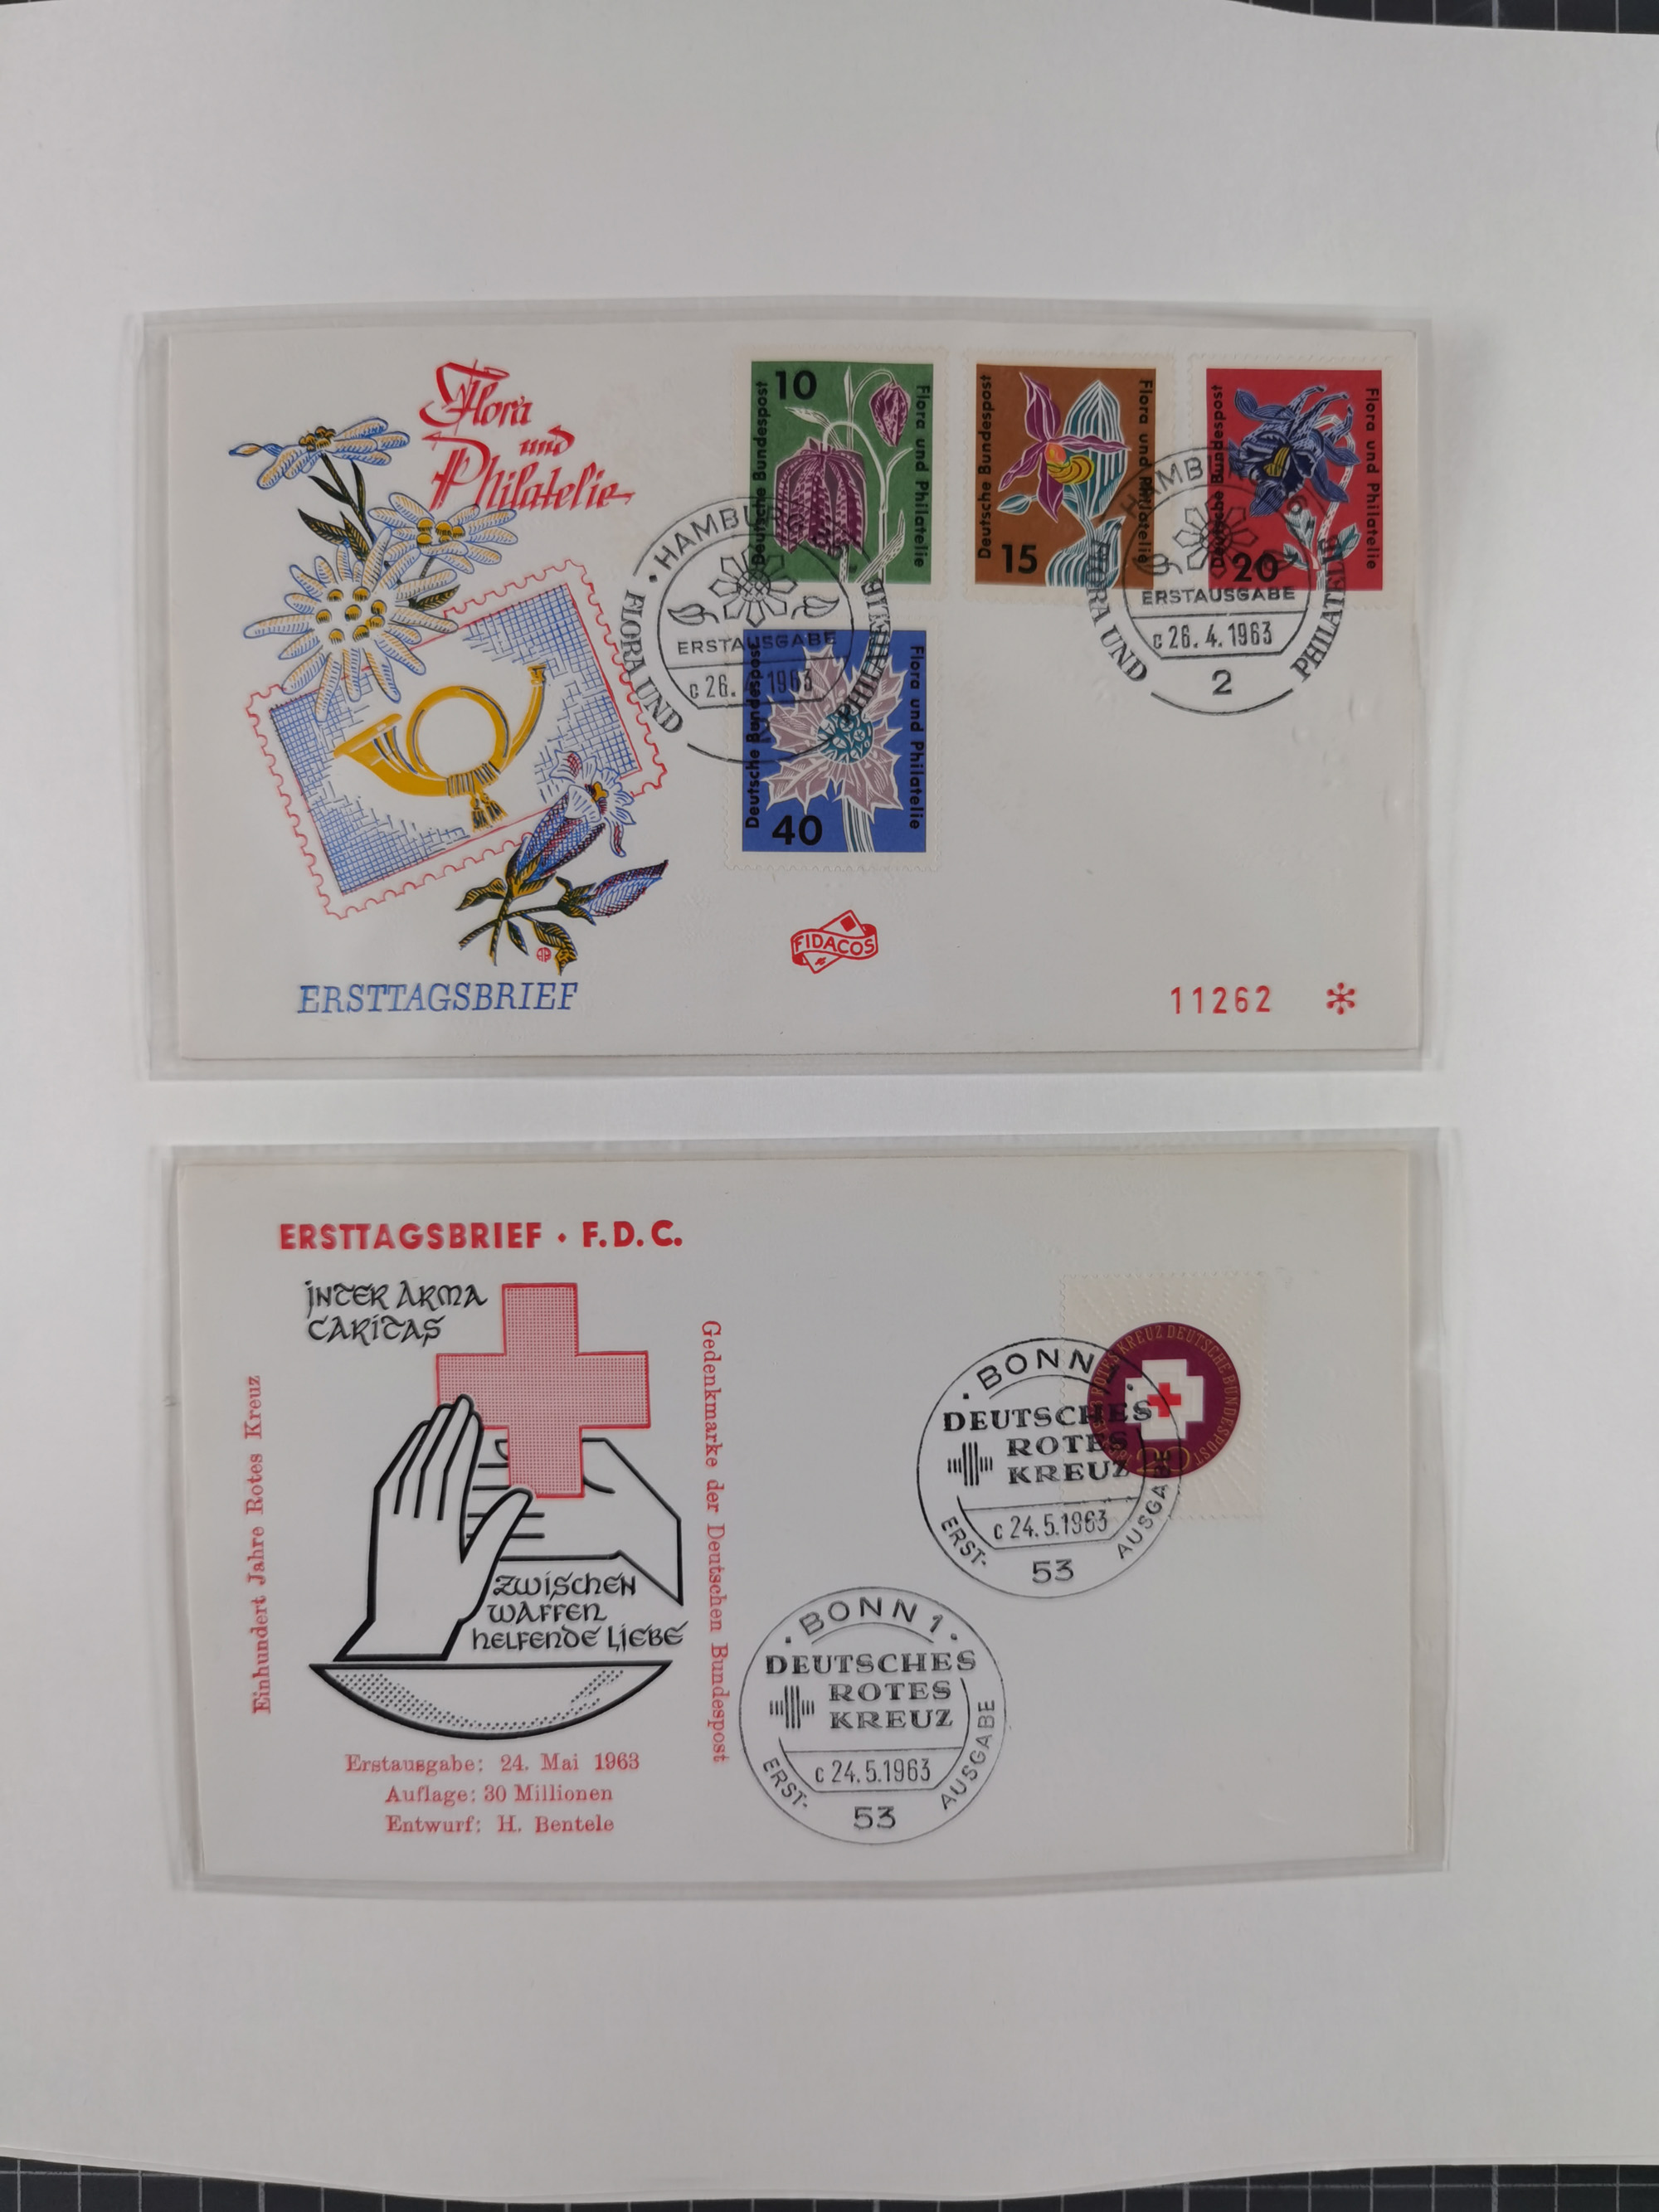 Flora
und
Philatelie
ERSTTAGSBRIEF
10
Deutsche Bundespost
Flora und Philatelie
15
Deutsche Bundespost
Flora und Philatelie
20
Deutsche Bundespost
Flora und Philatelie
40
Deutsche Bundespost
Flora und Philatelie
ERSTAUSGABE
FLORA UND PHILATELIE
HAMBURG
ERSTAUSGABE
c 26.4.1963
2
FLORA UND PHILATELIE
FIDACOS
11262 *
ERSTTAGSBRIEF · F.D.C.
INTER ARMA
CARITAS
Einhundert Jahre Rotes Kreuz
Gedenkmarke der Deutschen Bundespost
ZWISCHEN
WAFFEN
HELFENDE LIEBE
Erstausgabe: 24. Mai 1963
Auflage: 30 Millionen
Entwurf: H. Bentele
ROTES KREUZ DEUTSCHE BUNDESPOST
20
· BONN 1 ·
DEUTSCHES
ROTES
KREUZ
c 24.5.1963
ERST- AUSGABE
53
· BONN 1 ·
DEUTSCHES
ROTES
KREUZ
c 24.5.1963
ERST- AUSGABE
53